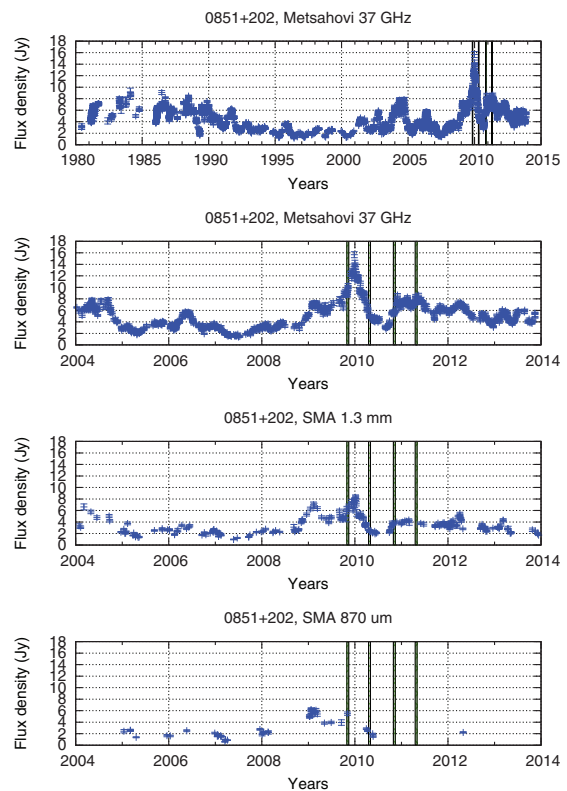 0851+202, Metsahovi 37 GHz
Flux density (Jy)
18
16
14
12
10
8
6
4
2
0
1980 1985 1990 1995 2000 2005 2010 2015
Years
0851+202, Metsahovi 37 GHz
Flux density (Jy)
18
16
14
12
10
8
6
4
2
0
2004 2006 2008 2010 2012 2014
Years
0851+202, SMA 1.3 mm
Flux density (Jy)
18
16
14
12
10
8
6
4
2
0
2004 2006 2008 2010 2012 2014
Years
0851+202, SMA 870 um
Flux density (Jy)
18
16
14
12
10
8
6
4
2
0
2004 2006 2008 2010 2012 2014
Years